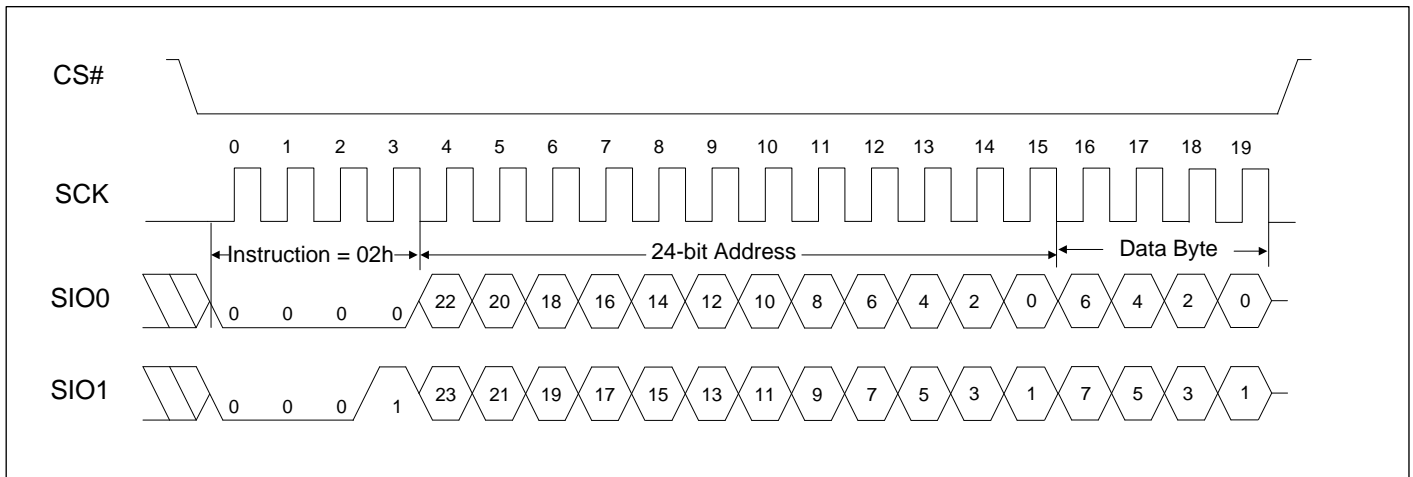 CS#
0 1 2 3 4 5 6 7 8 9 10 11 12 13 14 15 16 17 18 19
SCK
Instruction = 02h 24-bit Address Data Byte
SIO0 0 0 0 0 22 20 18 16 14 12 10 8 6 4 2 0 6 4 2 0
SIO1 0 0 0 1 23 21 19 17 15 13 11 9 7 5 3 1 7 5 3 1